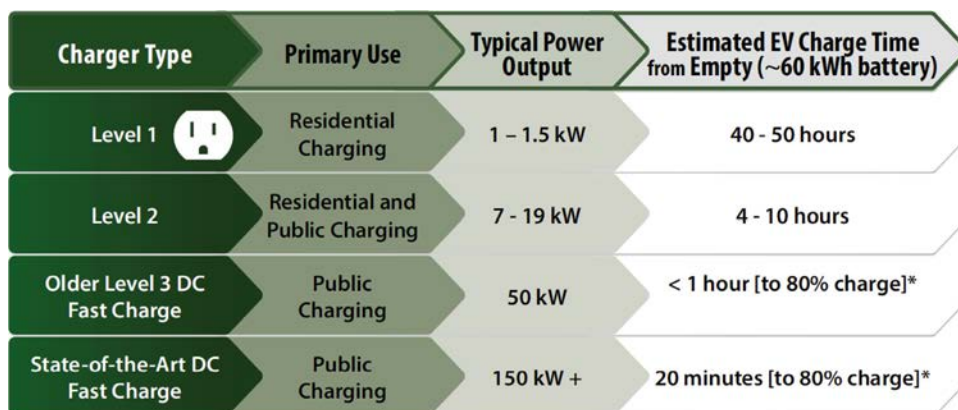 Charger Type
Primary Use
Typical Power
Output
Estimated EV Charge Time
from Empty (~60 kWh battery)
Level 1
Residential
Charging
1 – 1.5 kW
40 - 50 hours
Level 2
Residential and
Public Charging
7 - 19 kW
4 - 10 hours
Older Level 3 DC
Fast Charge
Public
Charging
50 kW
< 1 hour [to 80% charge]*
State-of-the-Art DC
Fast Charge
Public
Charging
150 kW +
20 minutes [to 80% charge]*